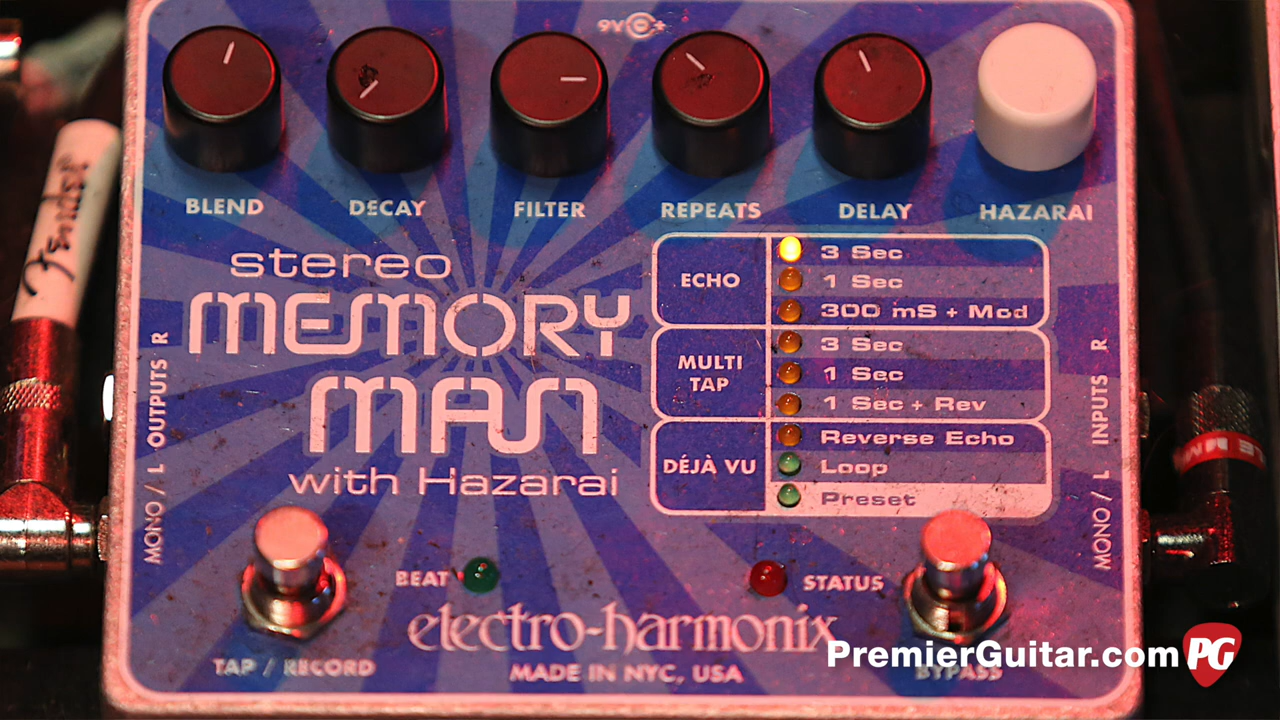 9V
BLEND DECAY FILTER REPEATS DELAY HAZARAI
Fender
stereo
MEMORY
MAN
with Hazarai
ECHO
3 Sec
1 Sec
300 mS + Mod
MULTI
TAP
3 Sec
1 Sec
1 Sec + Rev
DÉJÀ VU
Reverse Echo
Loop
Preset
MONO / L OUTPUTS R
MONO / L INPUTS R
BEAT
STATUS
electro-harmonix
MADE IN NYC, USA
TAP / RECORD
BYPASS
PremierGuitar.com PG